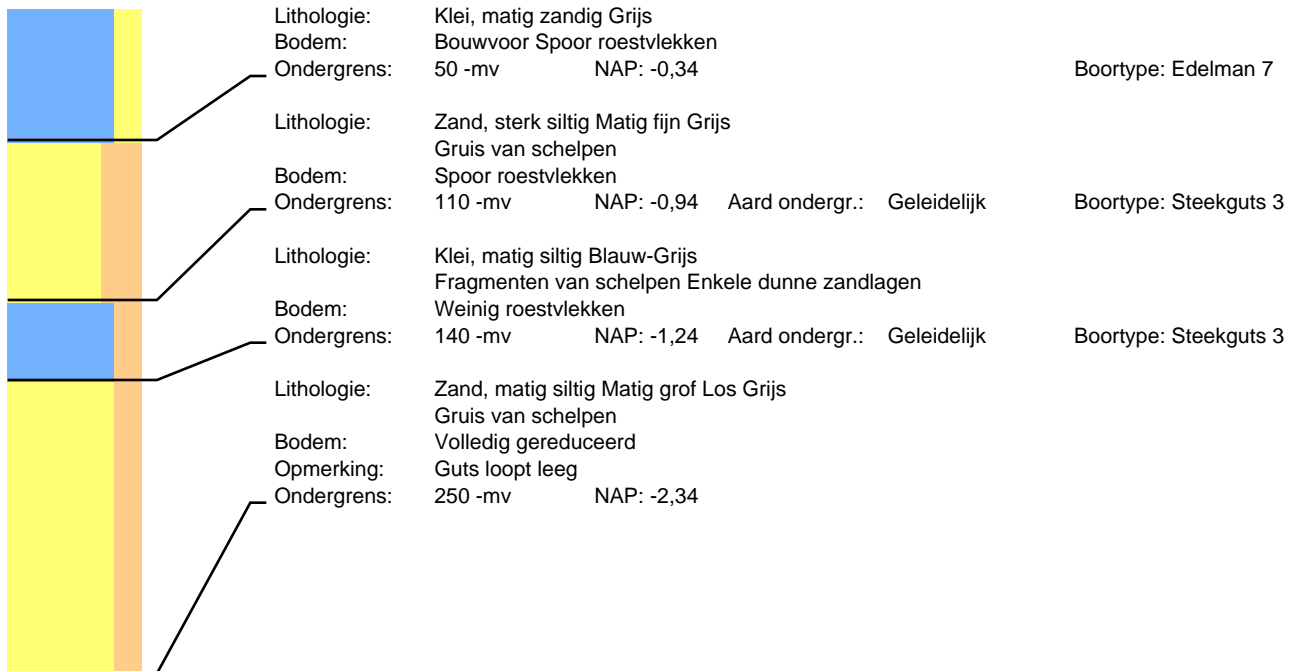 Lithologie: Klei, matig zandig Grijs
Bodem: Bouwvoor Spoor roestvlekken
Ondergrens: 50 -mv NAP: -0,34 Boortype: Edelman 7
Lithologie: Zand, sterk siltig Matig fijn Grijs
Gruis van schelpen
Bodem: Spoor roestvlekken
Ondergrens: 110 -mv NAP: -0,94 Aard ondergr.: Geleidelijk Boortype: Steekguts 3
Lithologie: Klei, matig siltig Blauw-Grijs
Fragmenten van schelpen Enkele dunne zandlagen
Bodem: Weinig roestvlekken
Ondergrens: 140 -mv NAP: -1,24 Aard ondergr.: Geleidelijk Boortype: Steekguts 3
Lithologie: Zand, matig siltig Matig grof Los Grijs
Gruis van schelpen
Bodem: Volledig gereduceerd
Opmerking: Guts loopt leeg
Ondergrens: 250 -mv NAP: -2,34